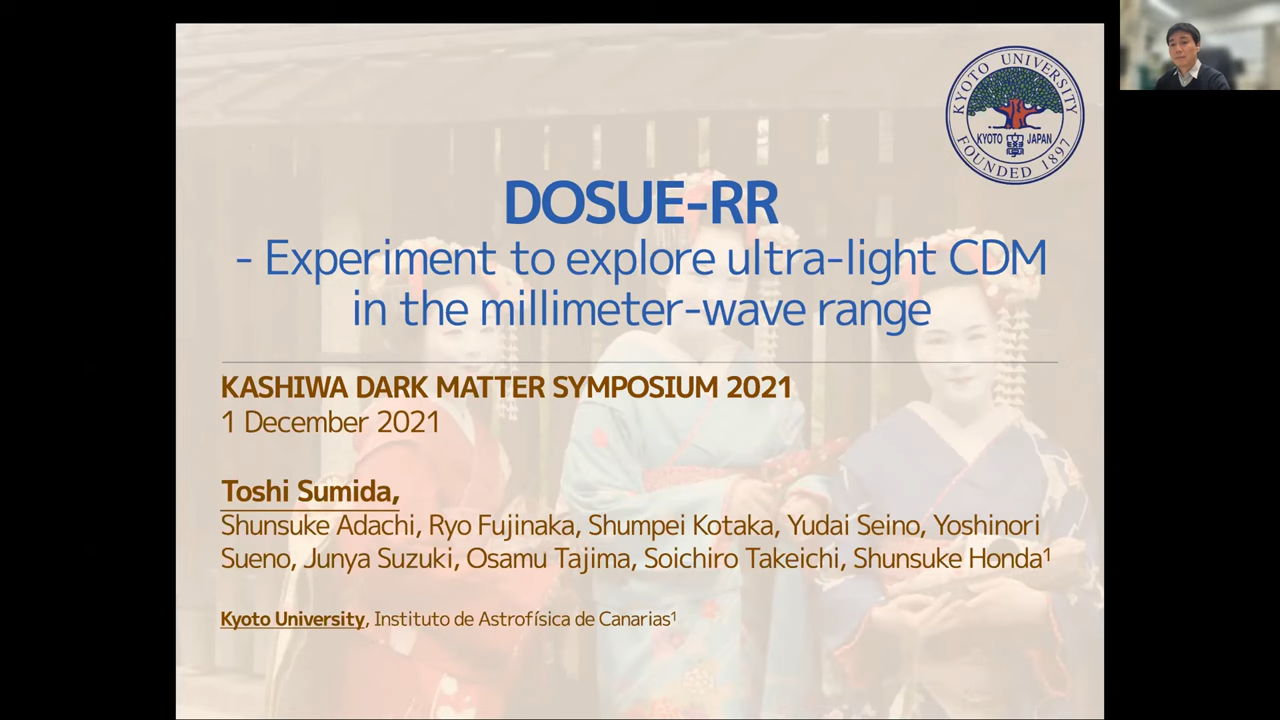 KYOTO UNIVERSITY
KYOTO JAPAN
FOUNDED 1897
DOSUE-RR
- Experiment to explore ultra-light CDM
in the millimeter-wave range
KASHIWA DARK MATTER SYMPOSIUM 2021
1 December 2021
Toshi Sumida,
Shunsuke Adachi, Ryo Fujinaka, Shumpei Kotaka, Yudai Seino, Yoshinori
Sueno, Junya Suzuki, Osamu Tajima, Soichiro Takeichi, Shunsuke Honda¹
Kyoto University, Instituto de Astrofísica de Canarias¹